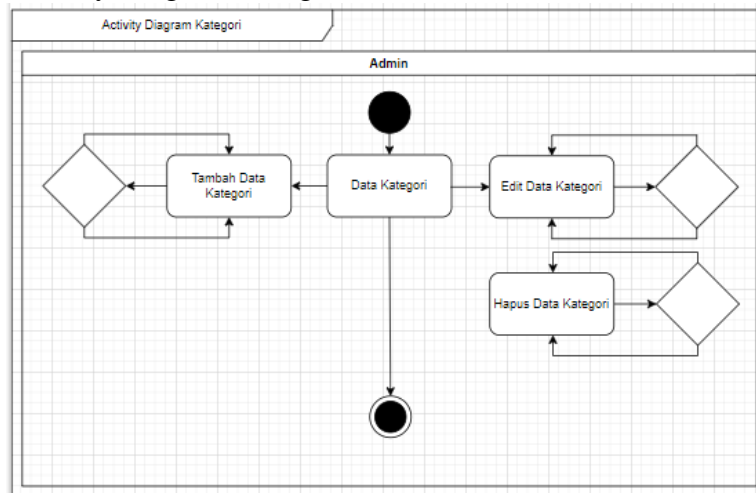 Activity Diagram Kategori
Admin
Tambah Data
Kategori
Data Kategori
Edit Data Kategori
Hapus Data Kategori